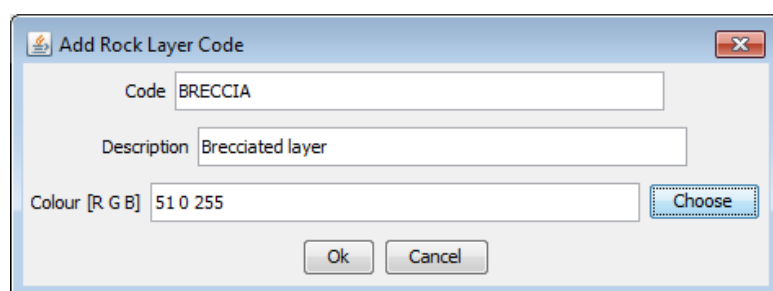 Add Rock Layer Code
Code BRECCIA
Description Brecciated layer
Colour [R G B] 51 0 255 Choose
Ok Cancel